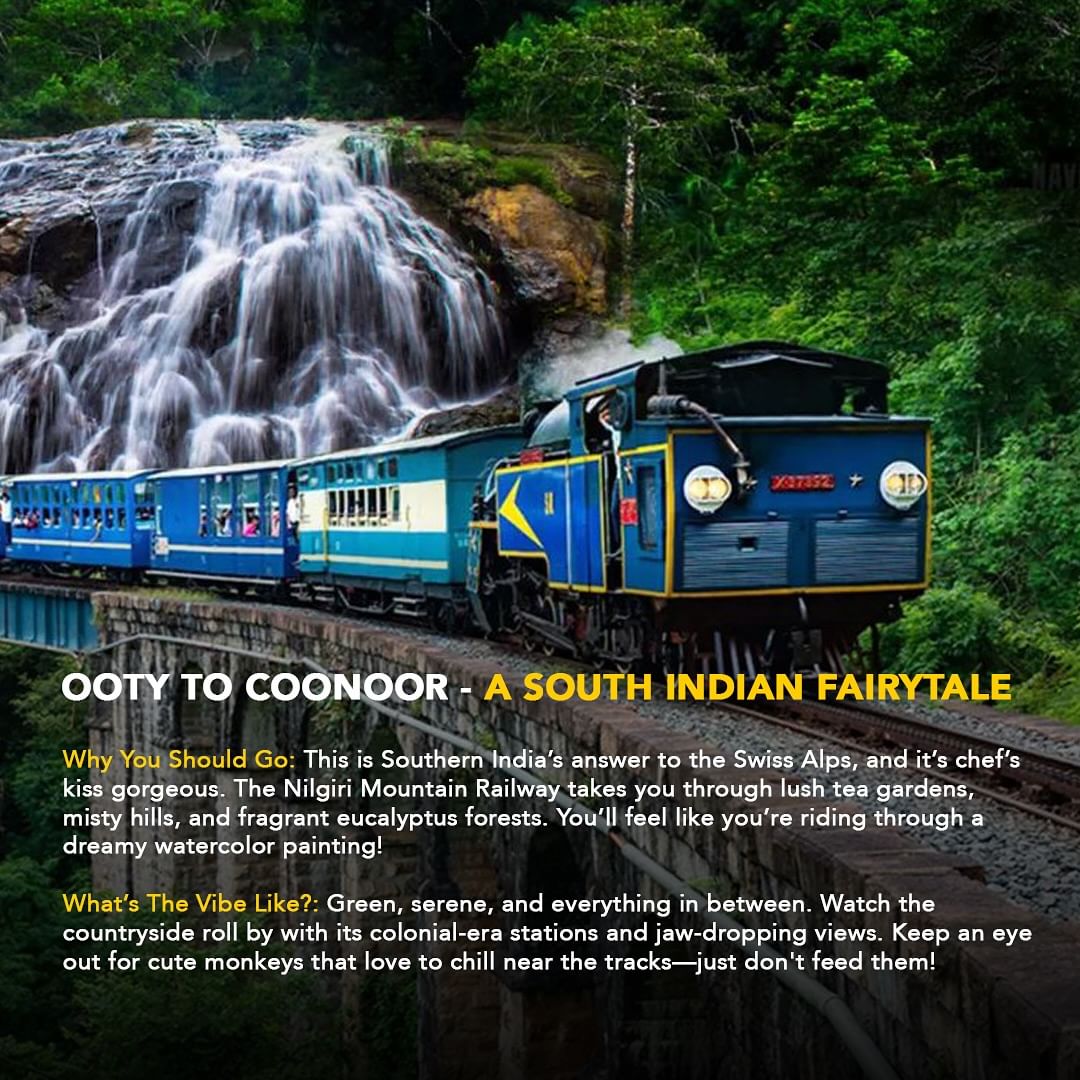 NAV
X-37392
OOTY TO COONOOR - A SOUTH INDIAN FAIRYTALE
Why You Should Go: This is Southern India’s answer to the Swiss Alps, and it’s chef’s
kiss gorgeous. The Nilgiri Mountain Railway takes you through lush tea gardens,
misty hills, and fragrant eucalyptus forests. You’ll feel like you’re riding through a
dreamy watercolor painting!
What’s The Vibe Like?: Green, serene, and everything in between. Watch the
countryside roll by with its colonial-era stations and jaw-dropping views. Keep an eye
out for cute monkeys that love to chill near the tracks—just don't feed them!